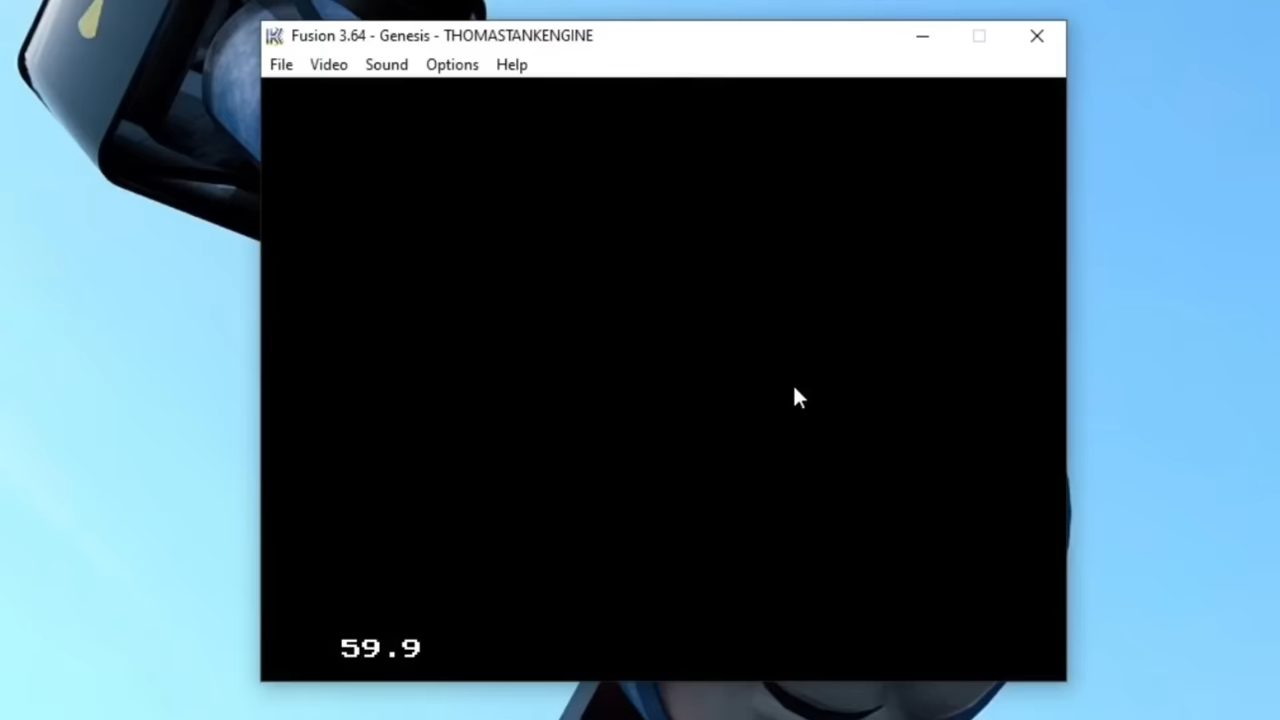 Fusion 3.64 - Genesis - THOMASTANKENGINE
File Video Sound Options Help
59.9